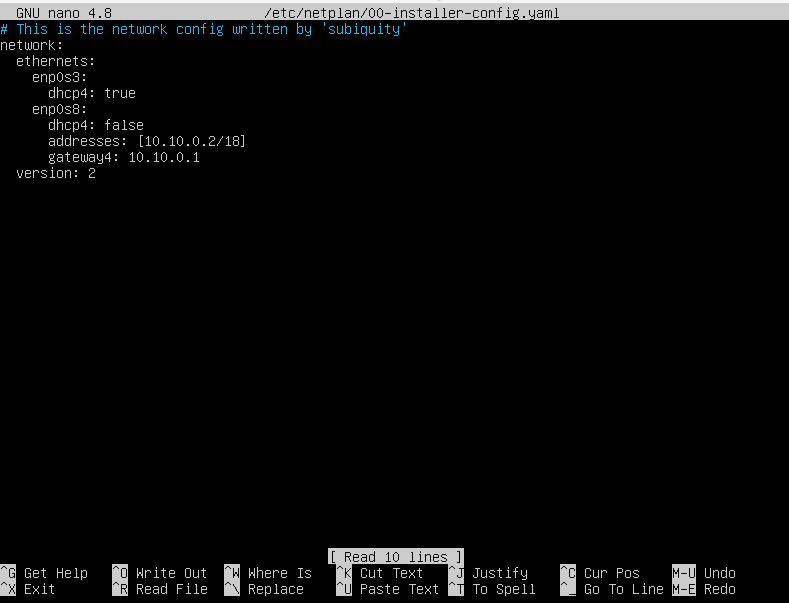 GNU nano 4.8 /etc/netplan/00-installer-config.yaml
# This is the network config written by 'subiquity'
network:
  ethernets:
    enp0s3:
      dhcp4: true
    enp0s8:
      dhcp4: false
      addresses: [10.10.0.2/18]
      gateway4: 10.10.0.1
  version: 2
[ Read 10 lines ]
^G Get Help ^O Write Out ^W Where Is ^K Cut Text ^J Justify ^C Cur Pos M-U Undo
^X Exit ^R Read File ^\ Replace ^U Paste Text ^T To Spell ^_ Go To Line M-E Redo